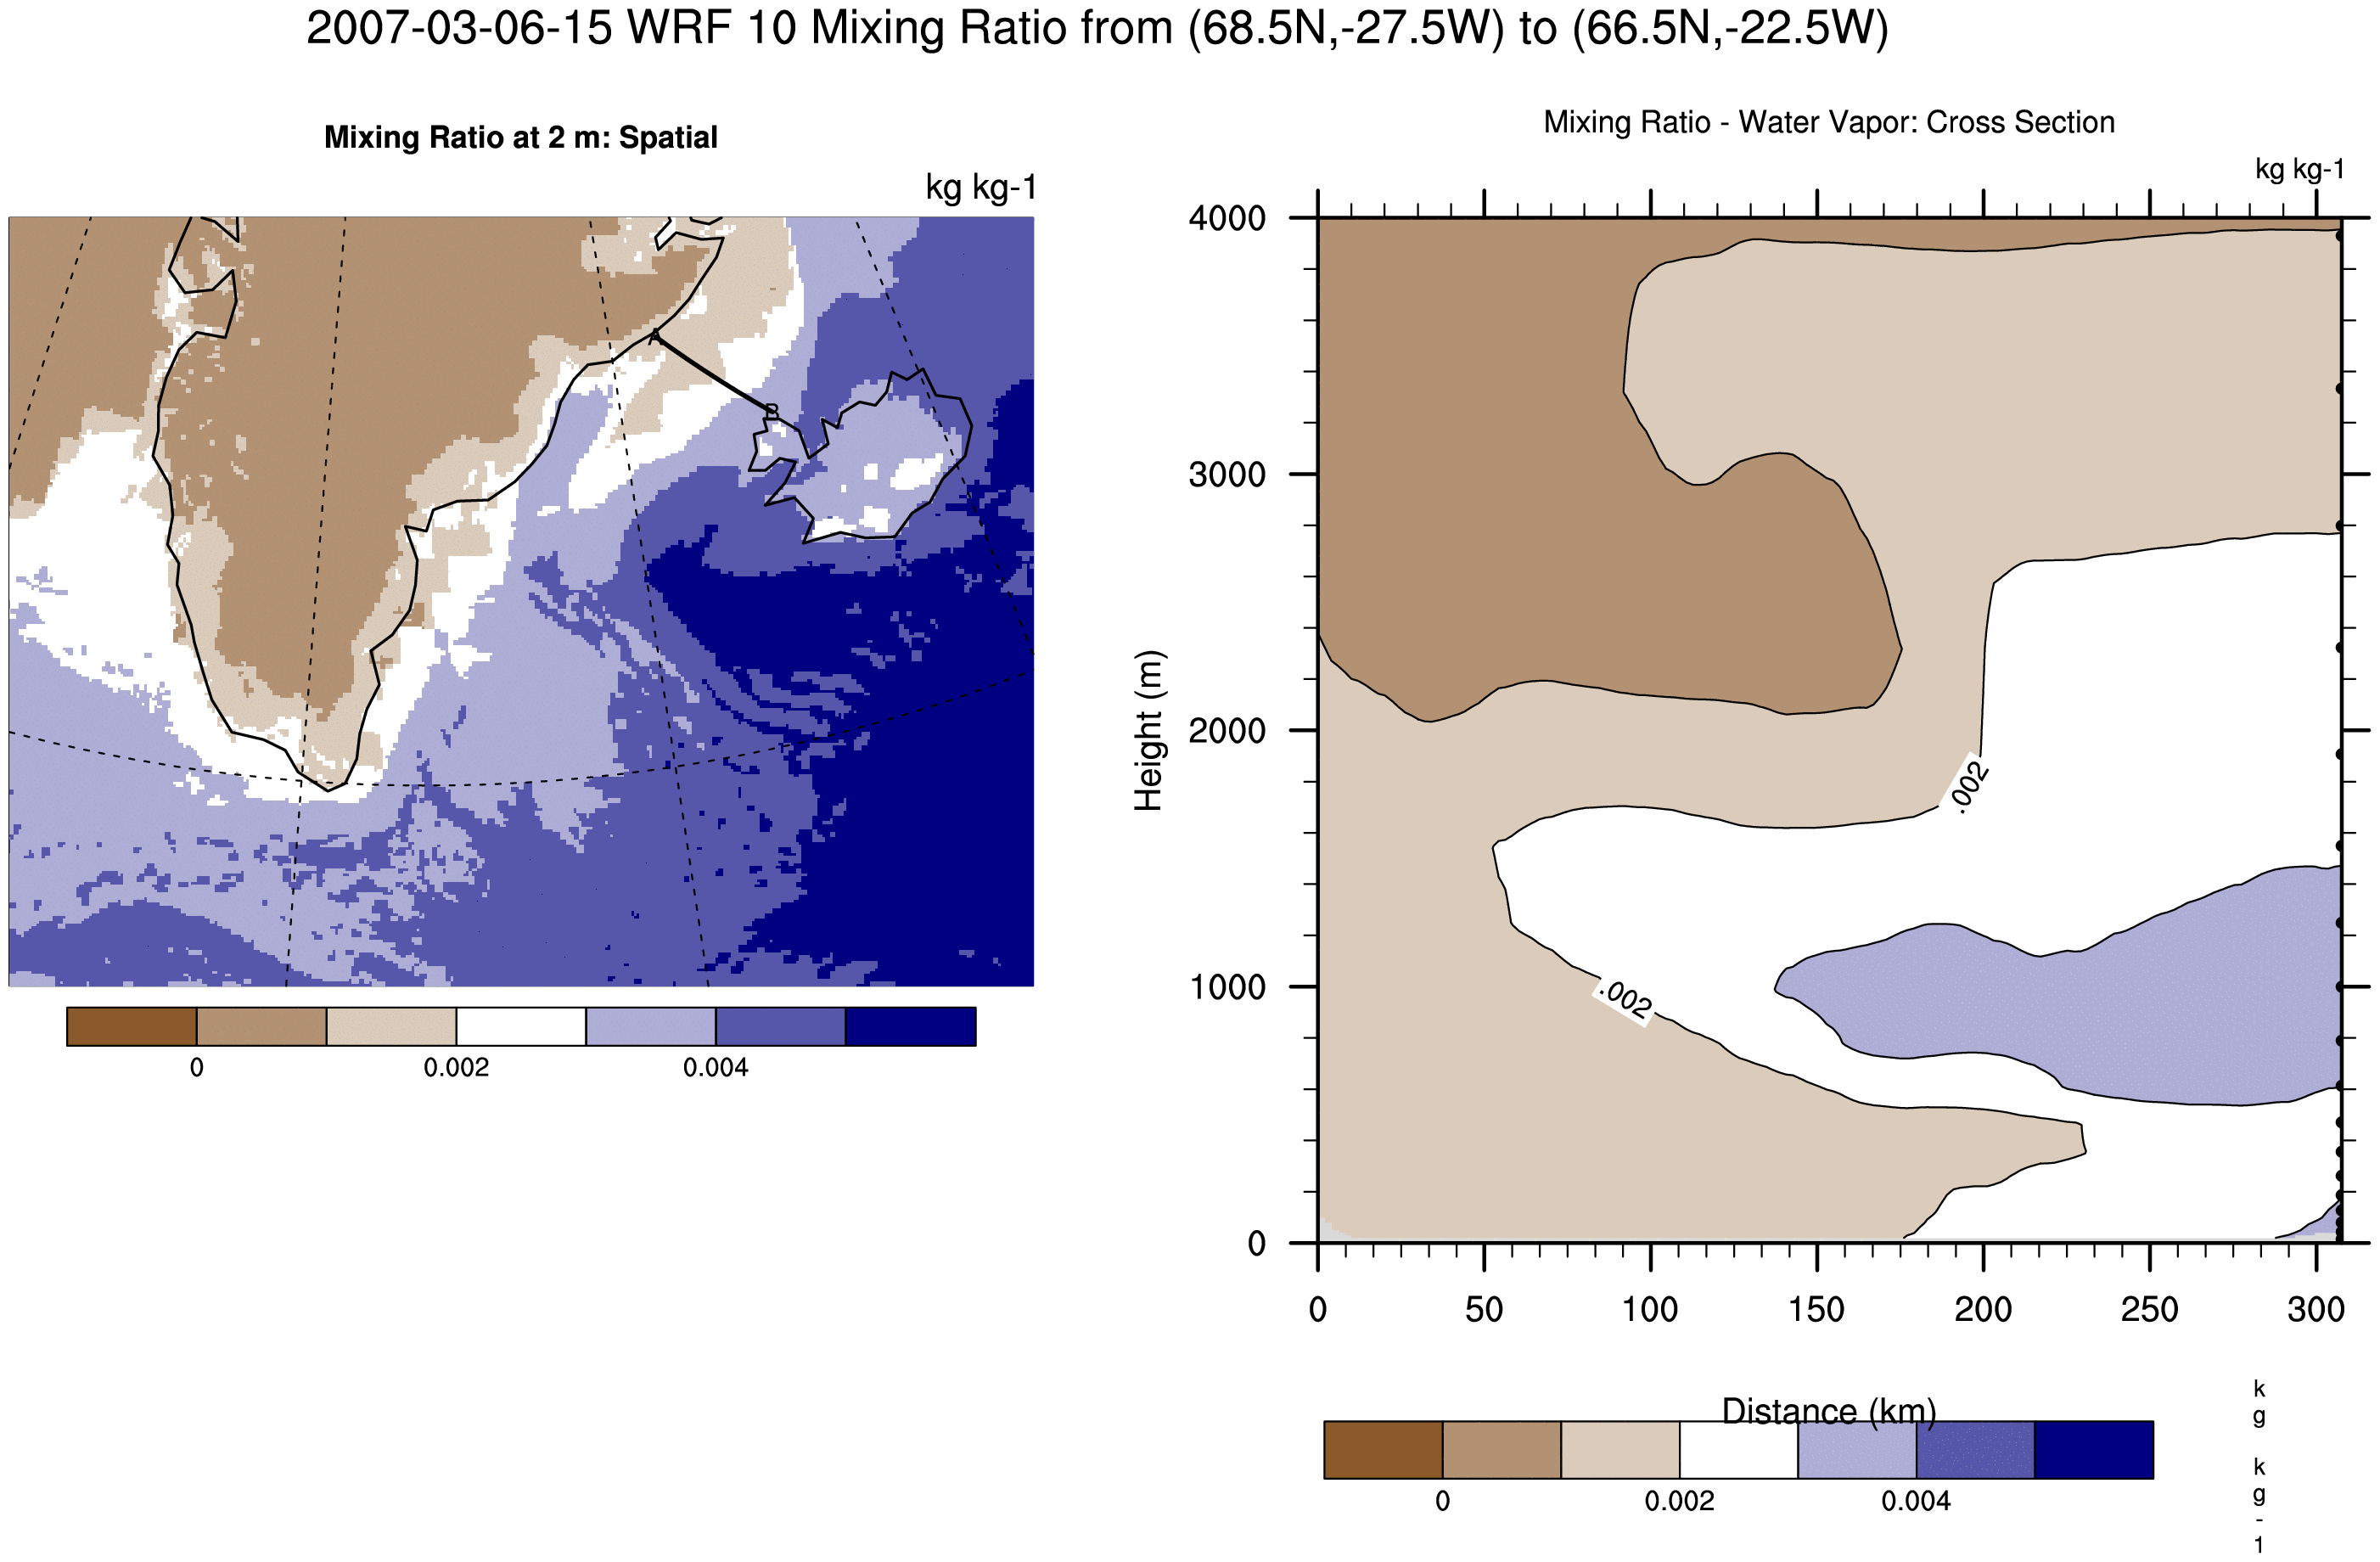 2007-03-06-15 WRF 10 Mixing Ratio from (68.5N,-27.5W) to (66.5N,-22.5W)
Mixing Ratio at 2 m: Spatial
kg kg-1
A
B
0 0.002 0.004
Mixing Ratio - Water Vapor: Cross Section
kg kg-1
4000
3000
2000
1000
0
Height (m)
.002
.002
0 50 100 150 200 250 300
Distance (km)
0 0.002 0.004
k
g
k
g
-
1